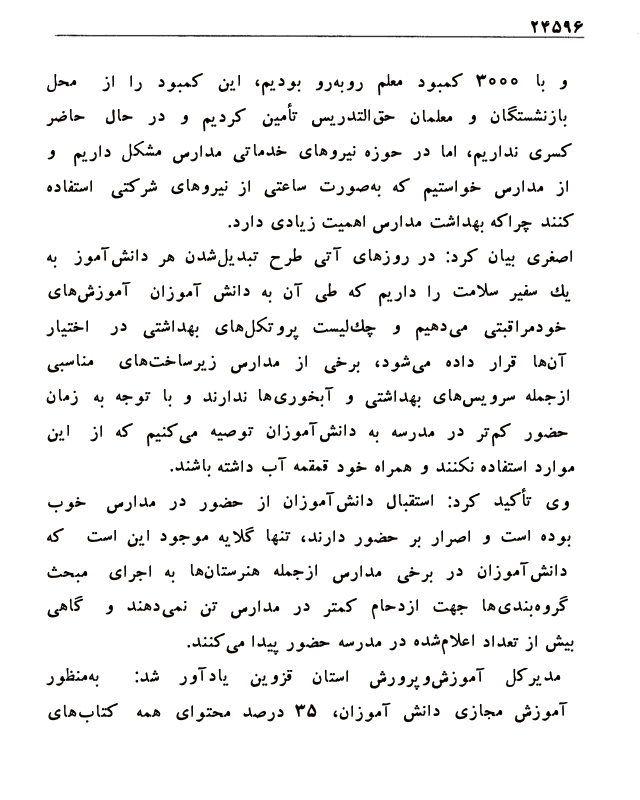 ۲۴۵۹۶
و با ۳۰۰۰ کمبود معلم روبه‌رو بودیم، این کمبود را از محل
بازنشستگان و معلمان حق‌التدریس تأمین کردیم و در حال حاضر
کسری نداریم، اما در حوزه نیروهای خدماتی مدارس مشکل داریم و
از مدارس خواستیم که به‌صورت ساعتی از نیروهای شرکتی استفاده
کنند چراکه بهداشت مدارس اهمیت زیادی دارد.
اصغری بیان کرد: در روزهای آتی طرح تبدیل‌شدن هر دانش‌آموز به
یك سفیر سلامت را داریم که طی آن به دانش آموزان آموزش‌های
خودمراقبتی می‌دهیم و چك‌لیست پروتکل‌های بهداشتی در اختیار
آن‌ها قرار داده می‌شود، برخی از مدارس زیرساخت‌های مناسبی
ازجمله سرویس‌های بهداشتی و آبخوری‌ها ندارند و با توجه به زمان
حضور کم‌تر در مدرسه به دانش‌آموزان توصیه می‌کنیم که از این
موارد استفاده نکنند و همراه خود قمقمه آب داشته باشند.
وی تأکید کرد: استقبال دانش‌آموزان از حضور در مدارس خوب
بوده است و اصرار بر حضور دارند، تنها گلایه موجود این است که
دانش‌آموزان در برخی مدارس ازجمله هنرستان‌ها به اجرای مبحث
گروه‌بندی‌ها جهت ازدحام کمتر در مدارس تن نمی‌دهند و گاهی
بیش از تعداد اعلام‌شده در مدرسه حضور پیدا می‌کنند.
مدیرکل آموزش‌وپرورش استان قزوین یادآور شد: به‌منظور
آموزش مجازی دانش آموزان، ۳۵ درصد محتوای همه کتاب‌های